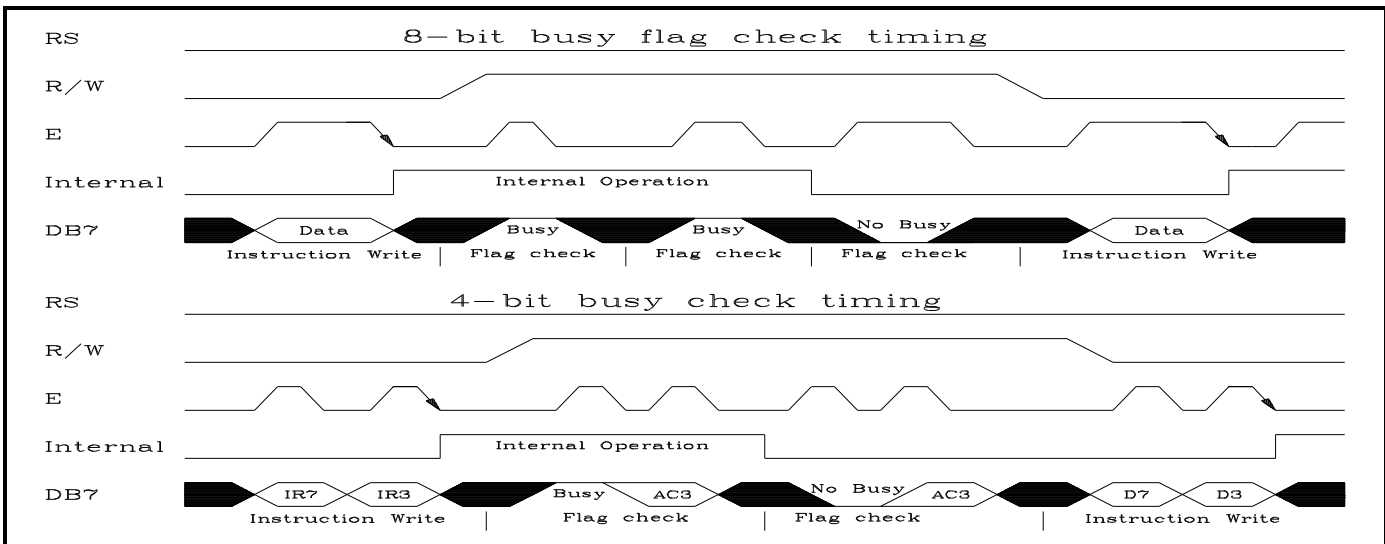 RS 8-bit busy flag check timing
R/W
E
Internal Internal Operation
DB7 Data Busy Busy No Busy Data
Instruction Write Flag check Flag check Flag check Instruction Write
RS 4-bit busy check timing
R/W
E
Internal Internal Operation
DB7 IR7 IR3 Busy AC3 No Busy AC3 D7 D3
Instruction Write Flag check Flag check Instruction Write